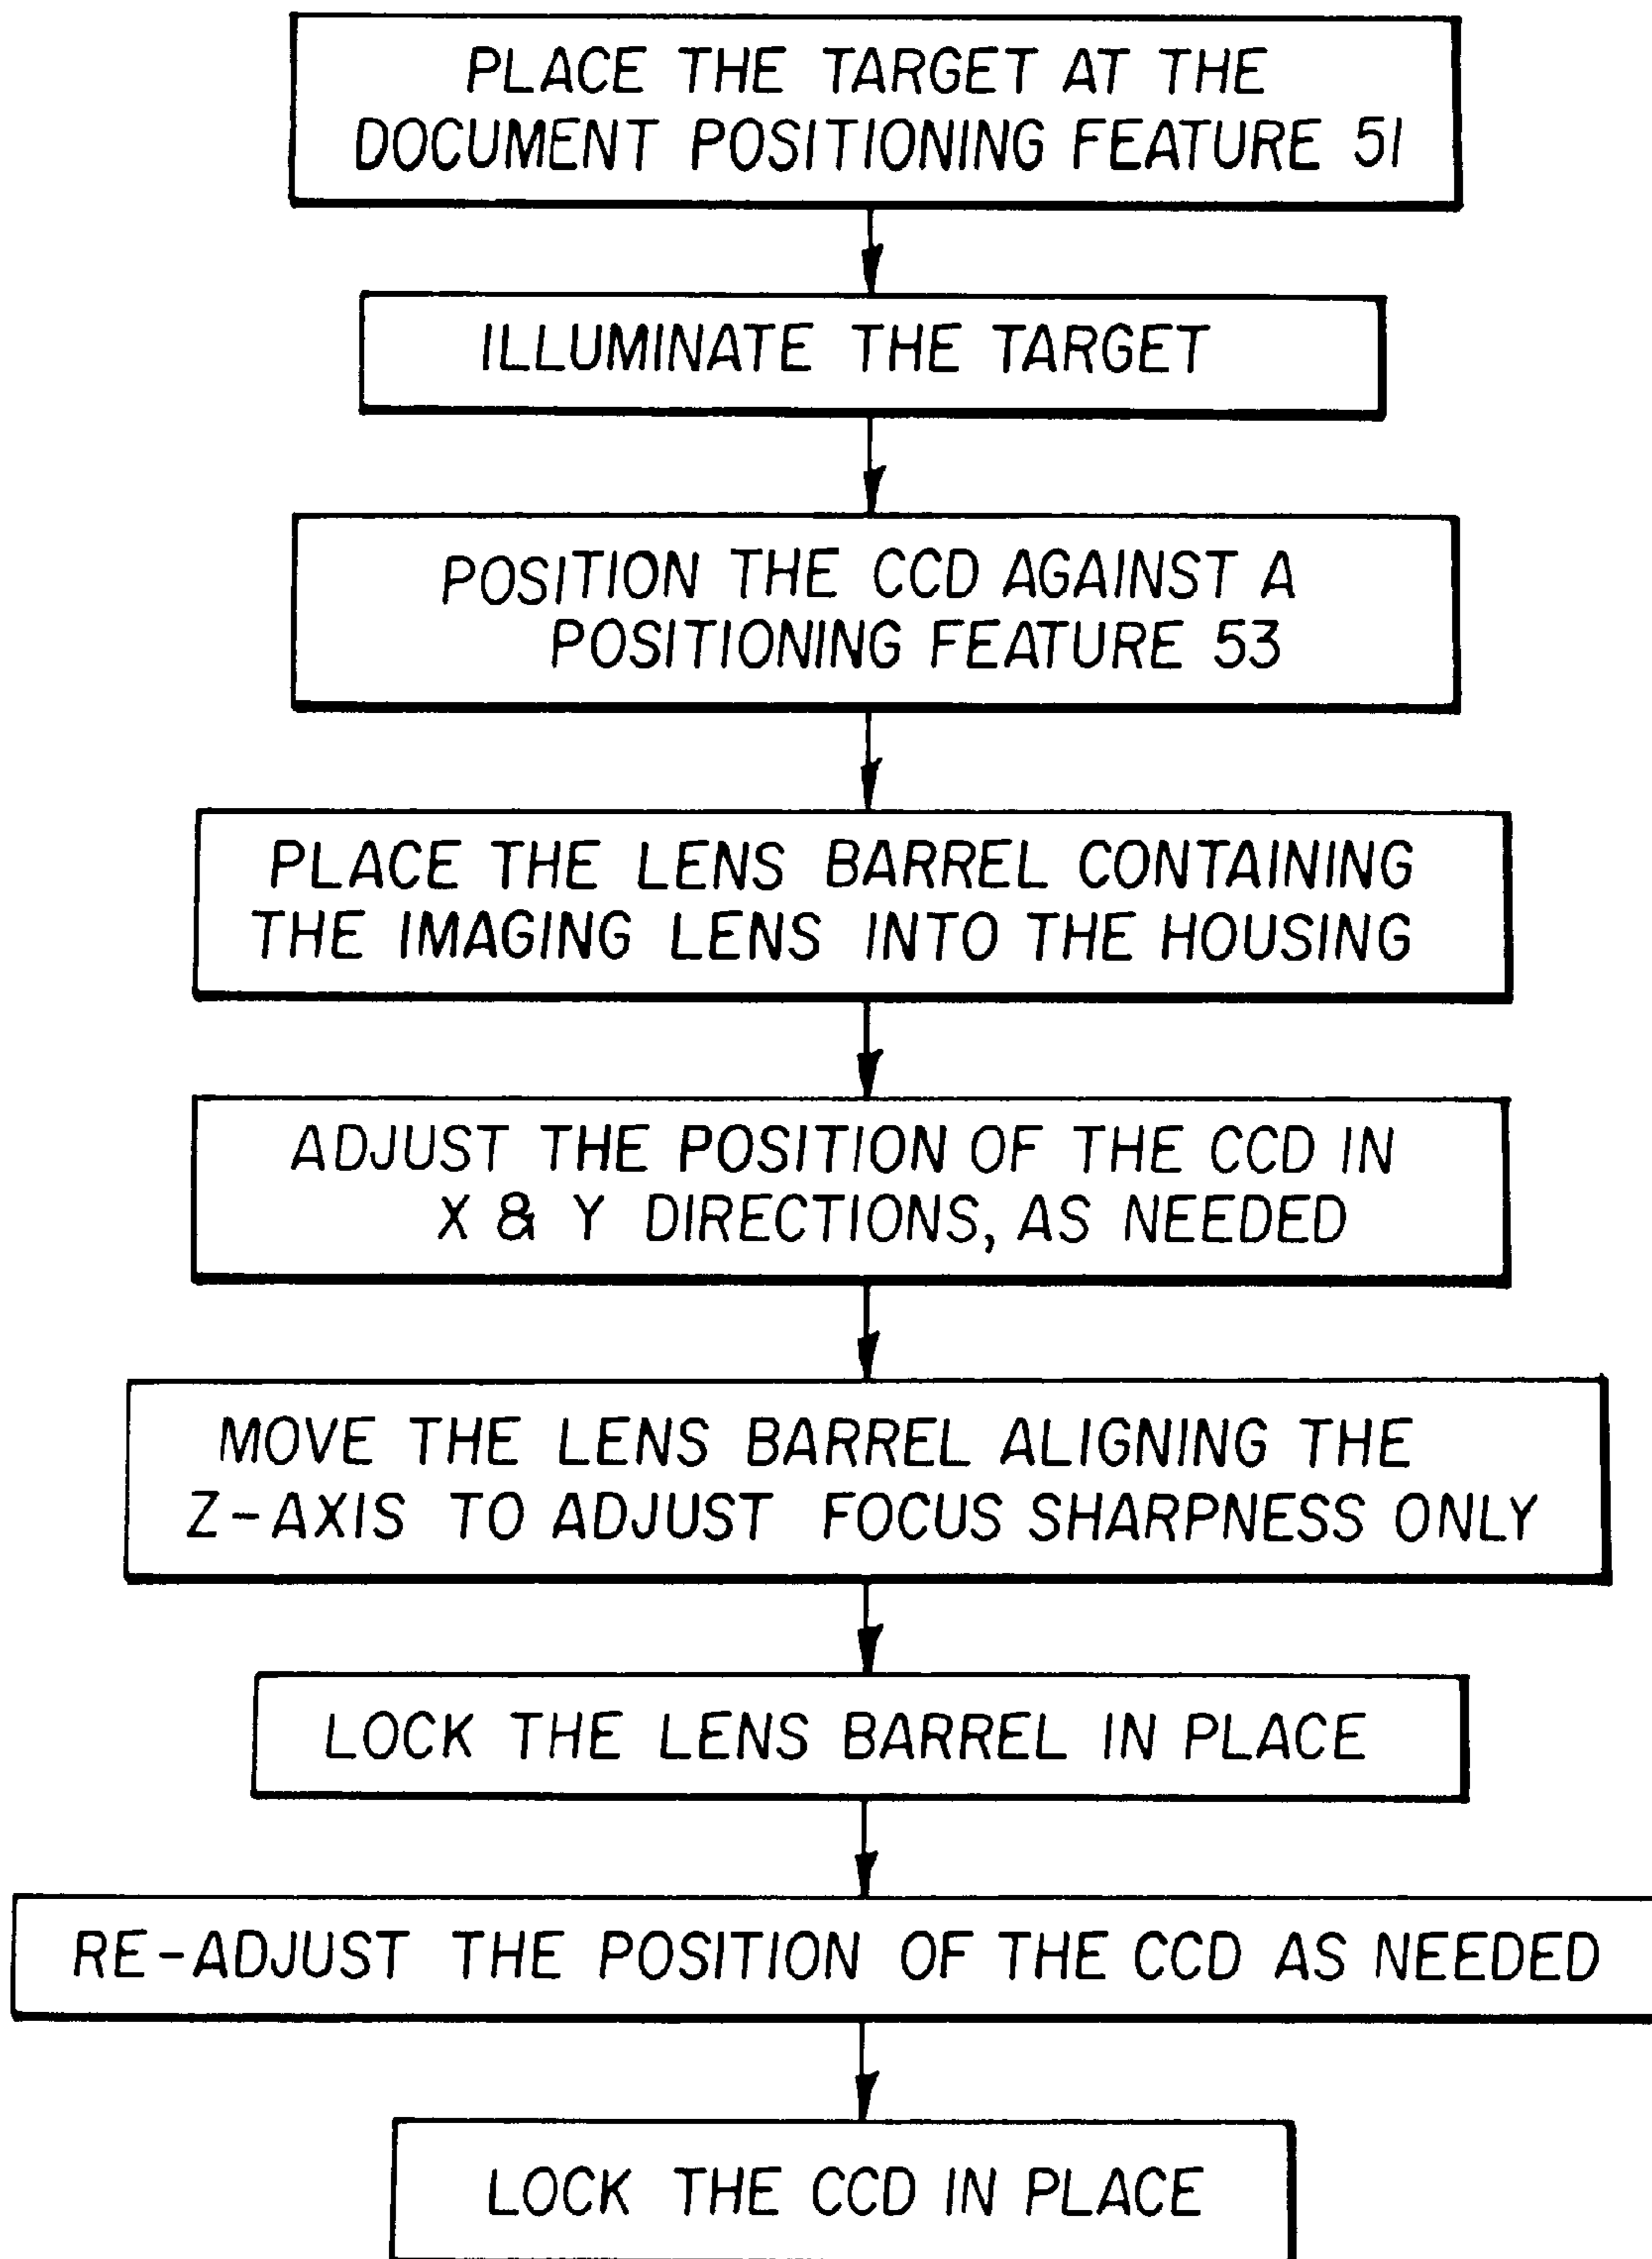 PLACE THE TARGET AT THE
DOCUMENT POSITIONING FEATURE 51
ILLUMINATE THE TARGET
POSITION THE CCD AGAINST A
POSITIONING FEATURE 53
PLACE THE LENS BARREL CONTAINING
THE IMAGING LENS INTO THE HOUSING
ADJUST THE POSITION OF THE CCD IN
X & Y DIRECTIONS, AS NEEDED
MOVE THE LENS BARREL ALIGNING THE
Z-AXIS TO ADJUST FOCUS SHARPNESS ONLY
LOCK THE LENS BARREL IN PLACE
RE-ADJUST THE POSITION OF THE CCD AS NEEDED
LOCK THE CCD IN PLACE